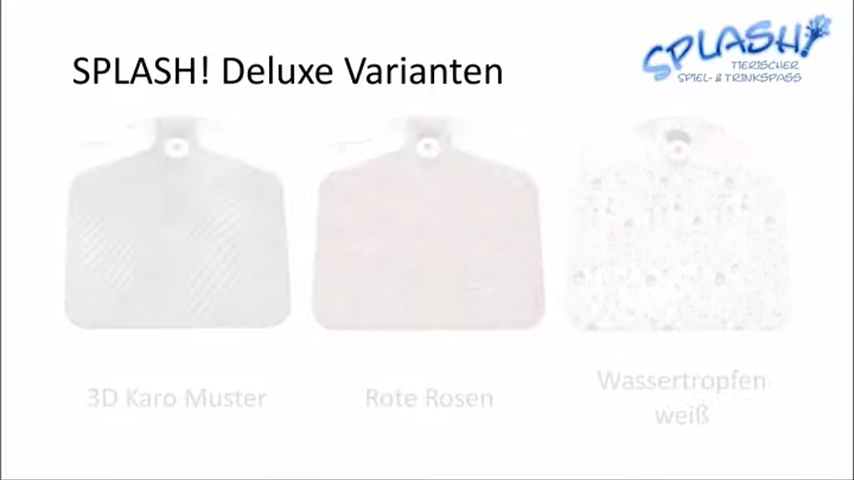 SPLASH! Deluxe Varianten
SPLASH!
TIERISCHER
SPIEL- & TRINKSPASS
3D Karo Muster
Rote Rosen
Wassertropfen
weiß